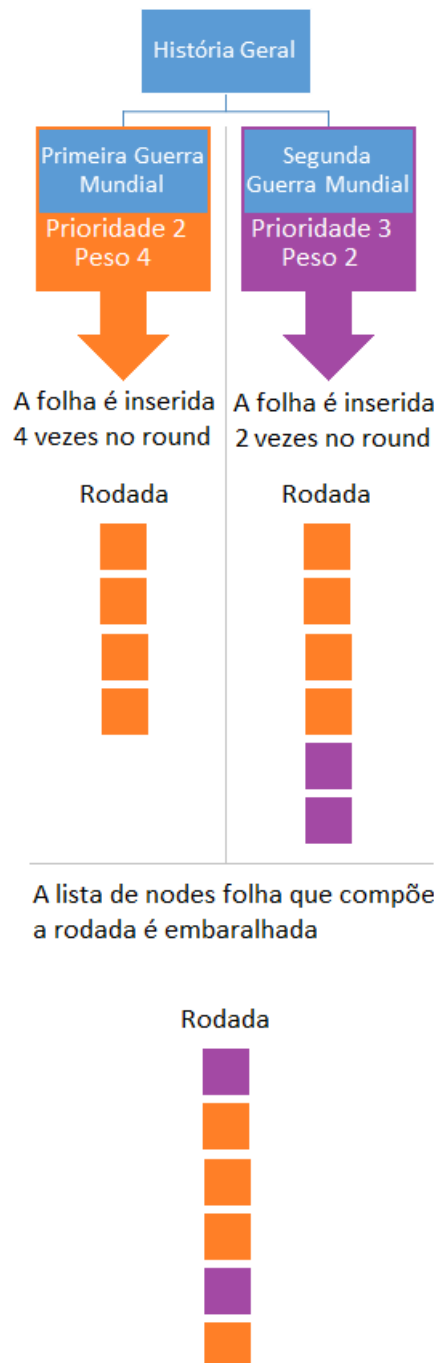 História Geral
Primeira Guerra
Mundial
Prioridade 2
Peso 4
Segunda
Guerra Mundial
Prioridade 3
Peso 2
A folha é inserida
4 vezes no round
A folha é inserida
2 vezes no round
Rodada
Rodada
A lista de nodes folha que compõe
a rodada é embaralhada
Rodada